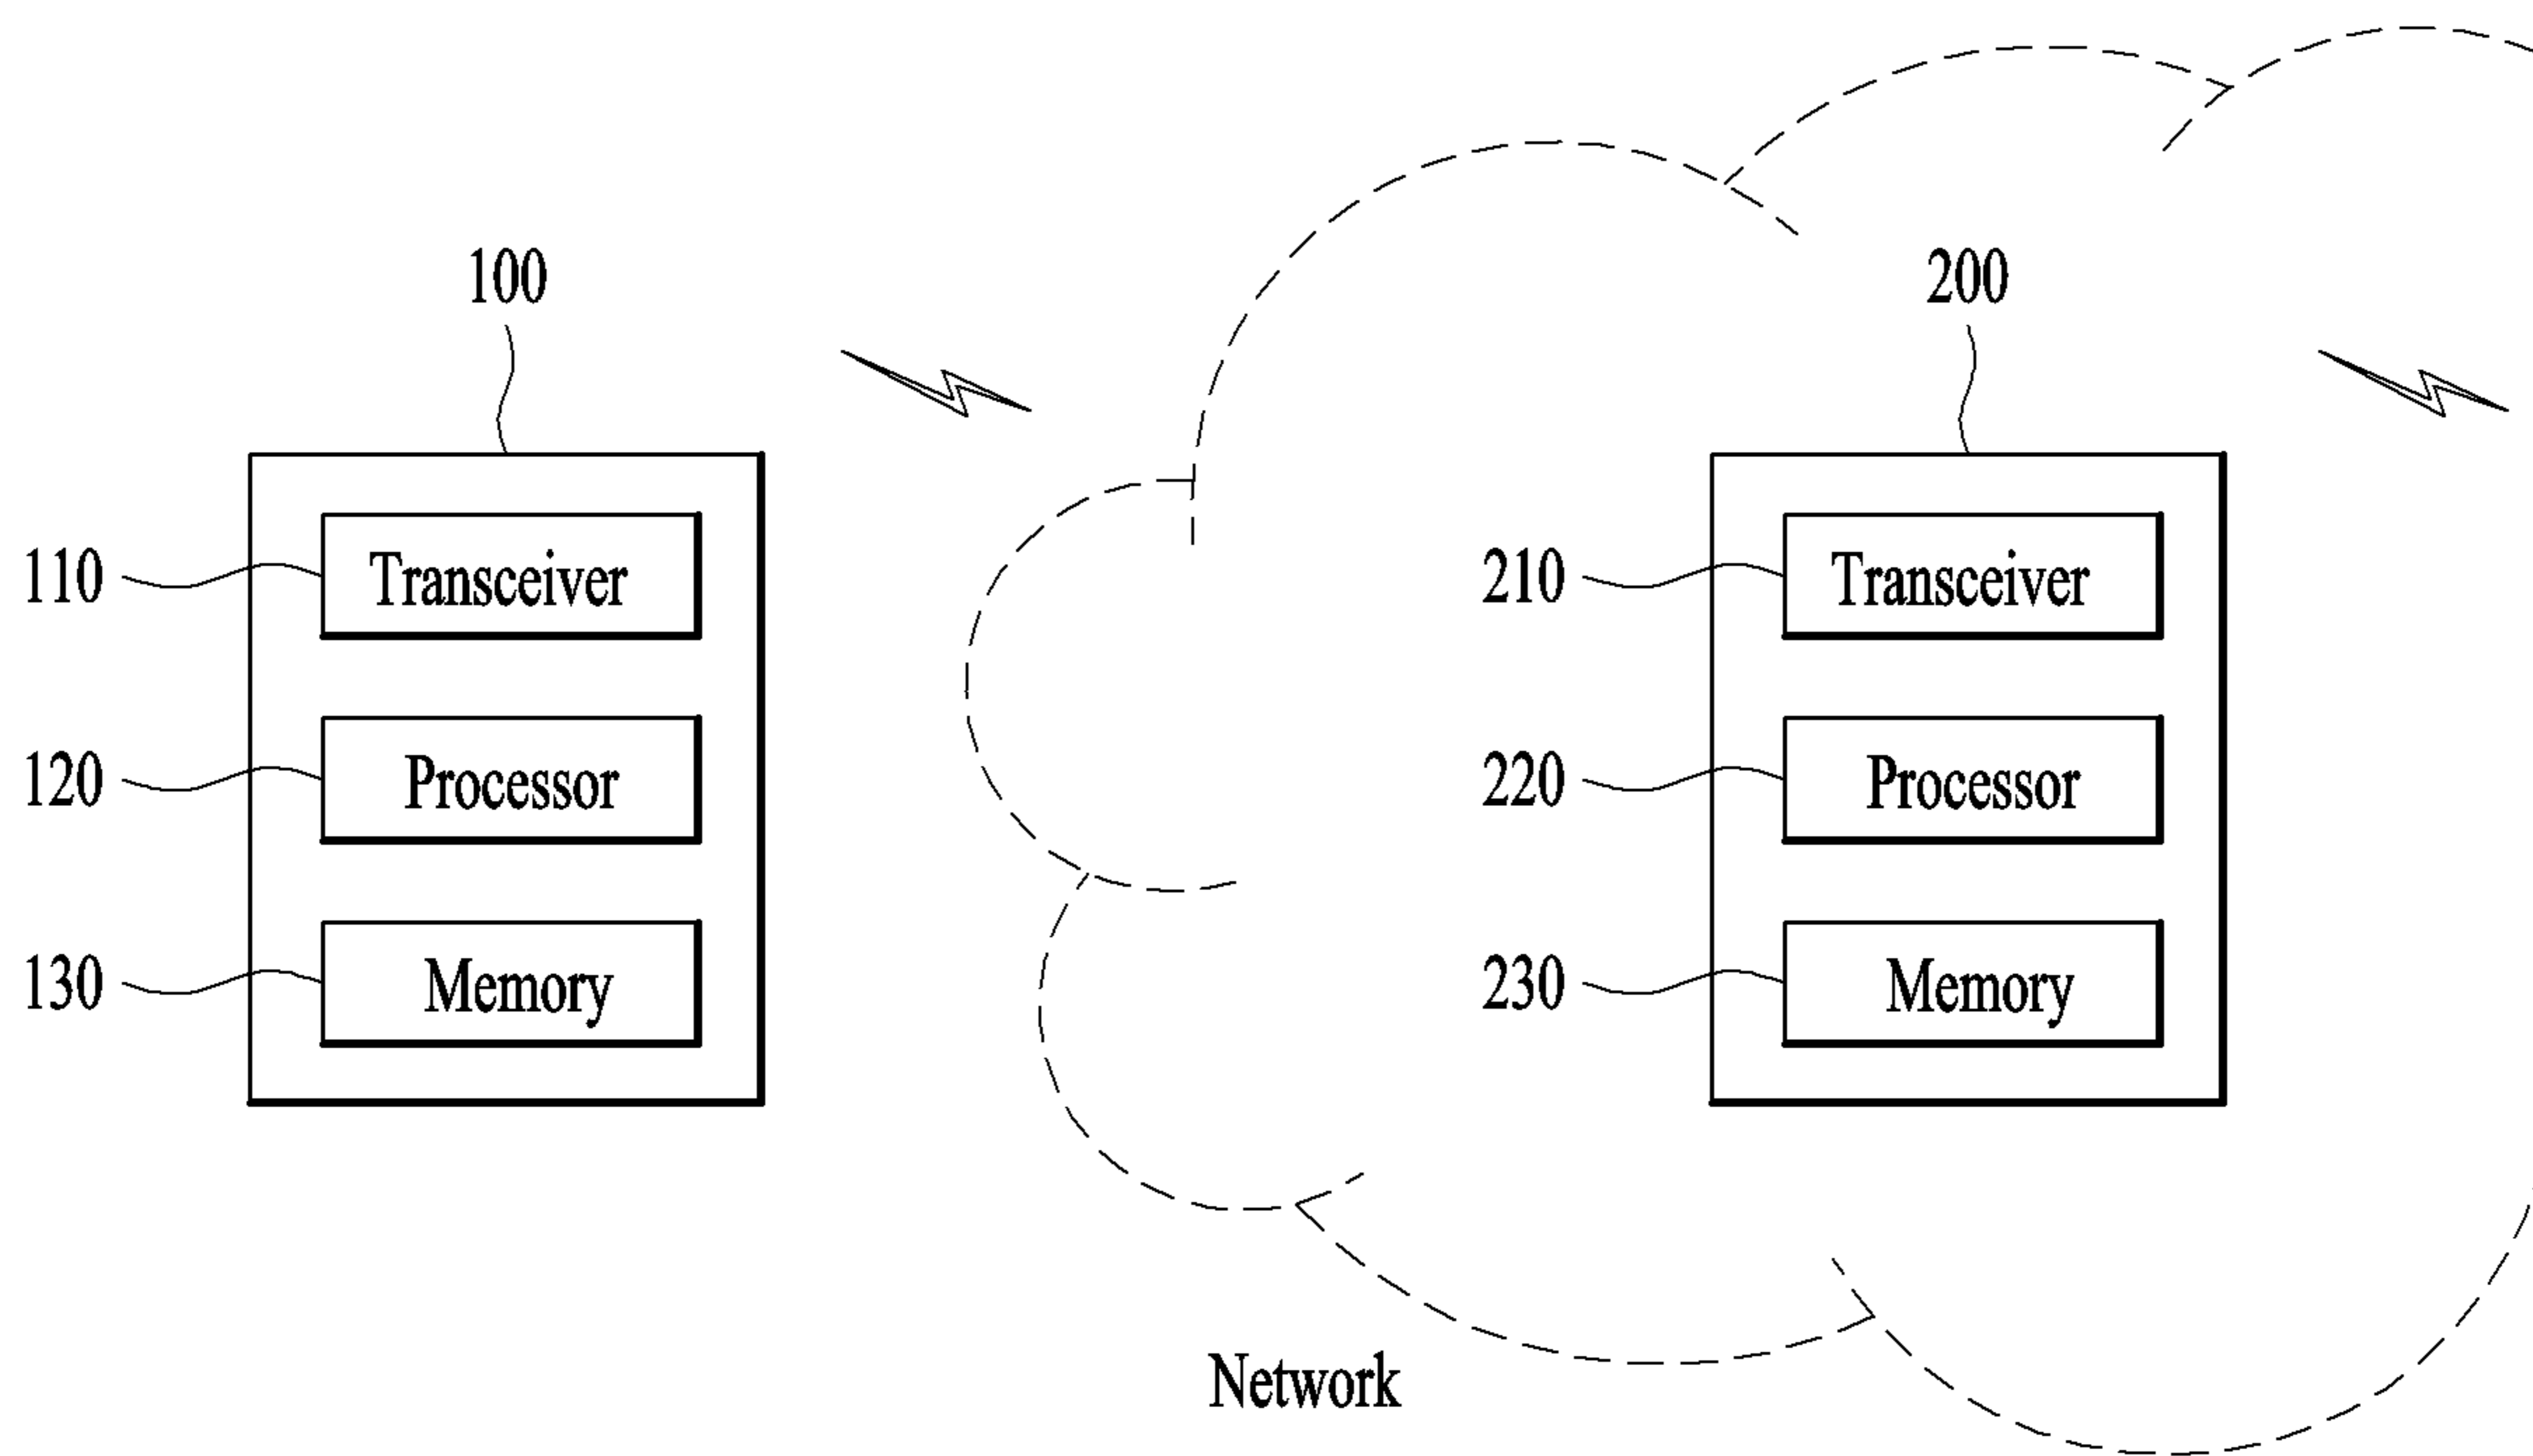 100
200
110
Transceiver
210
Transceiver
120
Processor
220
Processor
130
Memory
230
Memory
Network